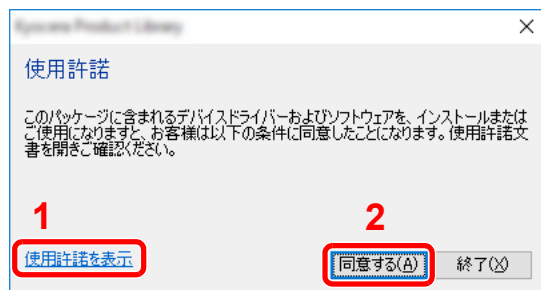 Kyocera Product Library
使用許諾
このパッケージに含まれるデバイスドライバーおよびソフトウェアを、インストールまたは
ご使用になりますと、お客様は以下の条件に同意したことになります。使用許諾文
書を開きご確認ください。
1
2
使用許諾を表示
同意する(A)
終了(X)